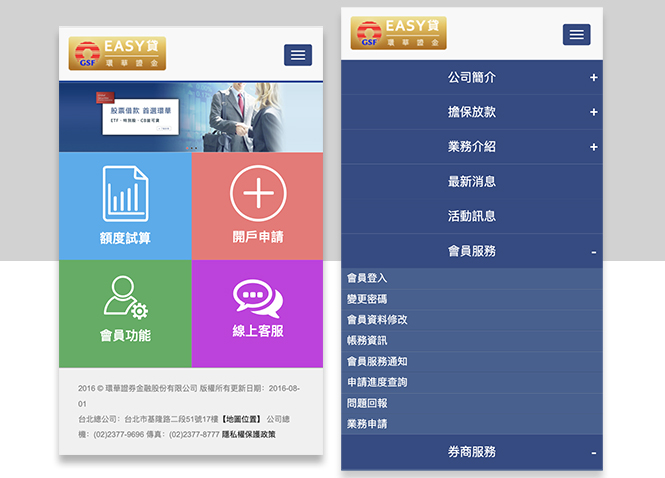 EASY貸
環華證金
GSF
股票借款 首選環華
額度試算
開戶申請
會員功能
線上客服
2016 © 環華證券金融股份有限公司 版權所有更新日期：2016-08-
01
台北總公司：台北市基隆路二段51號17樓【地圖位置】 公司總
機：(02)2377-9696 傳真：(02)2377-8777 隱私權保護政策
EASY貸
環華證金
GSF
公司簡介 +
擔保放款 +
業務介紹 +
最新消息
活動訊息
會員服務 -
會員登入
變更密碼
會員資料修改
帳務資訊
會員服務通知
申請進度查詢
問題回報
業務申請
券商服務 -